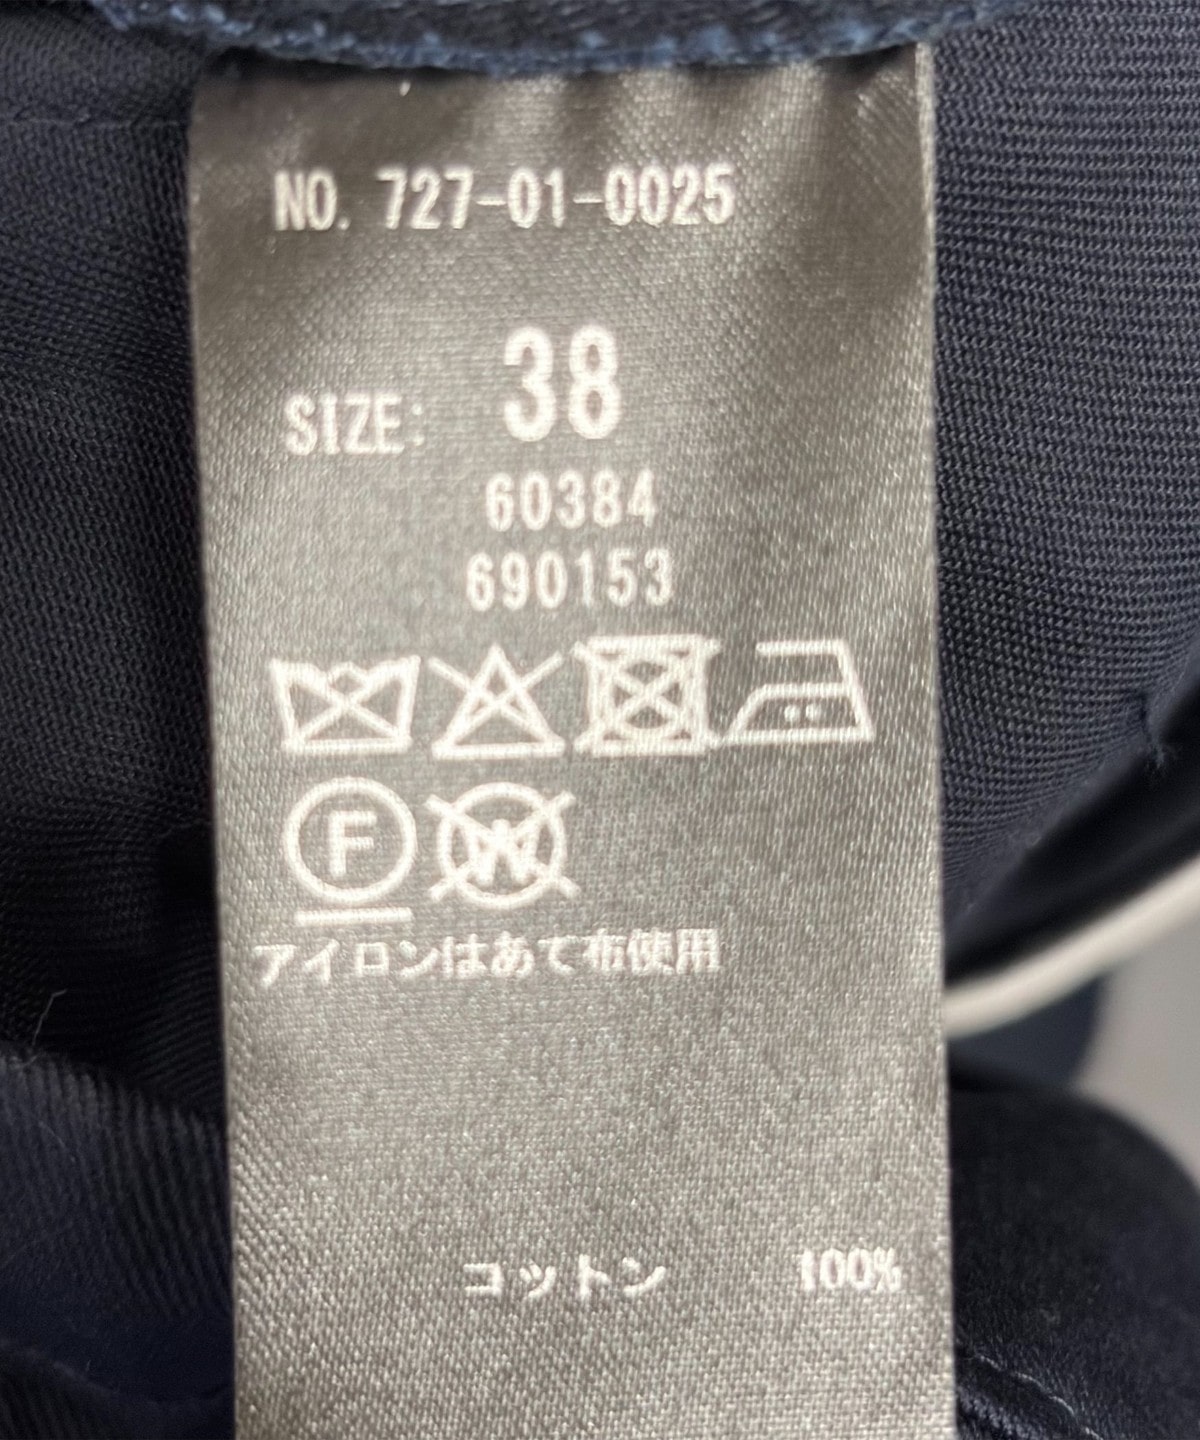 NO. 727-01-0025
SIZE: 38
60384
690153
F W
アイロンはあて布使用
コットン 100%